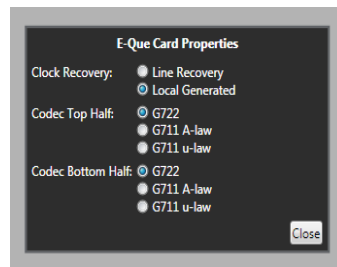 E-Que Card Properties
Clock Recovery: Line Recovery
Local Generated
Codec Top Half: G722
G711 A-law
G711 u-law
Codec Bottom Half: G722
G711 A-law
G711 u-law
Close